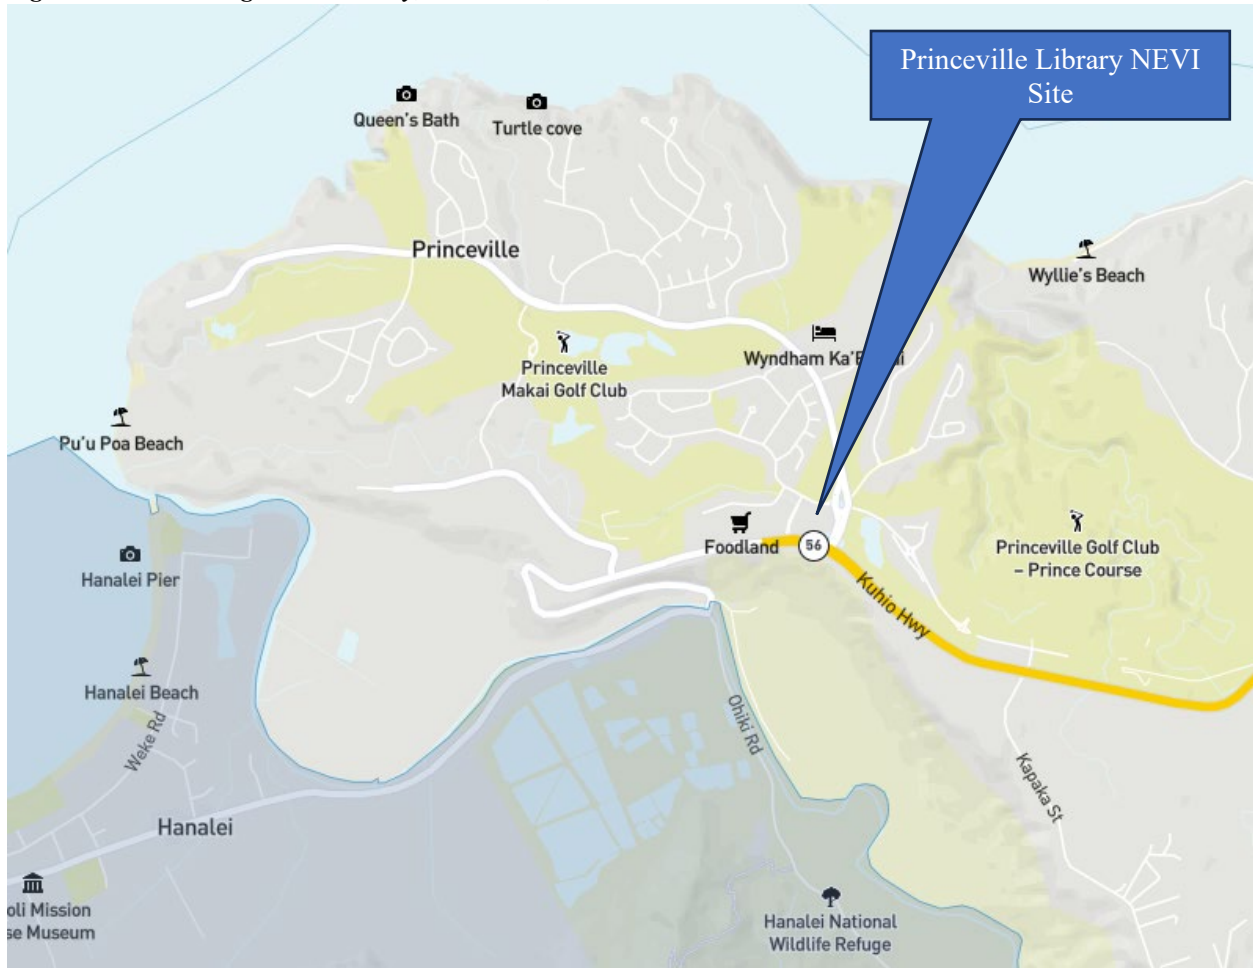 Princeville Library NEVI
Site
Queen's Bath
Turtle cove
Princeville
Wyllie's Beach
Wyndham Ka'
Princeville
Makai Golf Club
Pu'u Poa Beach
Foodland
56
Princeville Golf Club
– Prince Course
Hanalei Pier
Kuhio Hwy
Hanalei Beach
Weke Rd
Ohiki Rd
Kapaka St
Hanalei
oli Mission
se Museum
Hanalei National
Wildlife Refuge